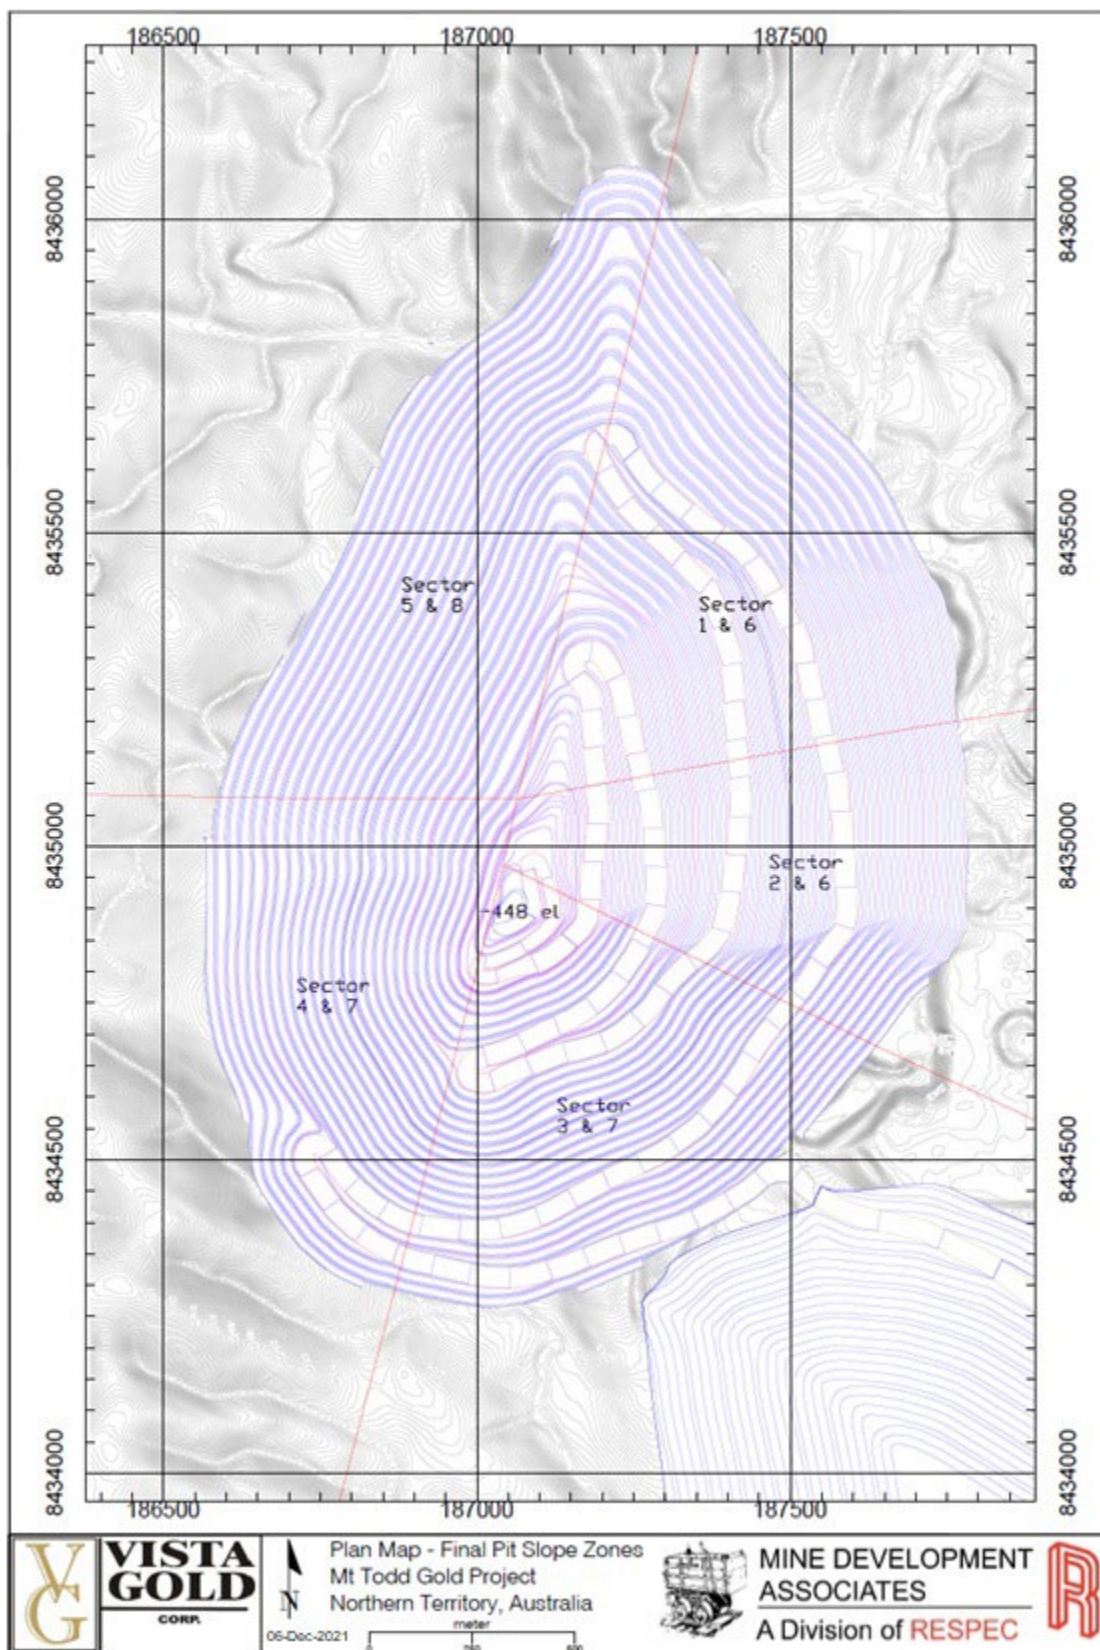 186500 187000 187500
8436000 8436000
8435500 8435500
Sector
5 & 8
Sector
1 & 6
8435000 8435000
Sector
2 & 6
-448 el
Sector
4 & 7
Sector
3 & 7
8434500 8434500
8434000 8434000
186500 187000 187500
VG
VISTA
GOLD
CORP.
N
06-Dec-2021
Plan Map - Final Pit Slope Zones
Mt Todd Gold Project
Northern Territory, Australia
meter
MINE DEVELOPMENT
ASSOCIATES
A Division of RESPEC
R